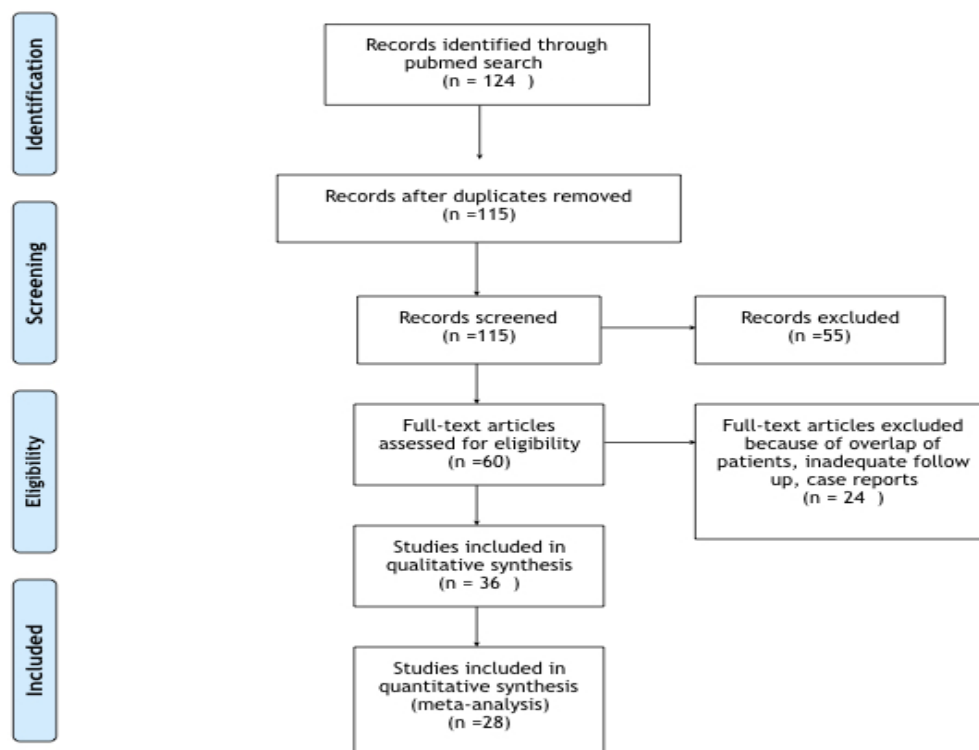 Identification
Records identified through
pubmed search
(n = 124  )
Records after duplicates removed
(n =115)
Screening
Records screened
(n =115)
Records excluded
(n =55)
Eligibility
Full-text articles
assessed for eligibility
(n =60)
Full-text articles excluded
because of overlap of
patients, inadequate follow
up, case reports
(n = 24  )
Studies included in
qualitative synthesis
(n = 36  )
Included
Studies included in
quantitative synthesis
(meta-analysis)
(n =28)